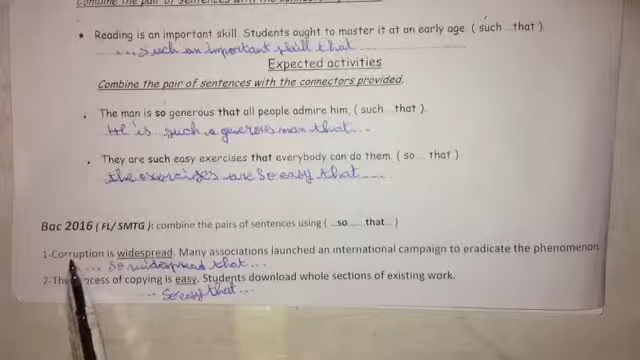 Combine the pair of sentences with the
• Reading is an important skill. Students ought to master it at an early age. ( such ...that )
....such an important skill that ...............
Expected activities
Combine the pair of sentences with the connectors provided.
• The man is so generous that all people admire him. ( such ...that )
He is such a generous man that...
• They are such easy exercises that everybody can do them. ( so.... that )
the exercises are so easy that .........
Bac 2016 ( FL/ SMTG ): combine the pairs of sentences using ( ...so....... that... )
1-Corruption is widespread. Many associations launched an international campaign to eradicate the phenomenon.
.... so widespread that...
2- process of copying is easy. Students download whole sections of existing work.
... so easy that ...